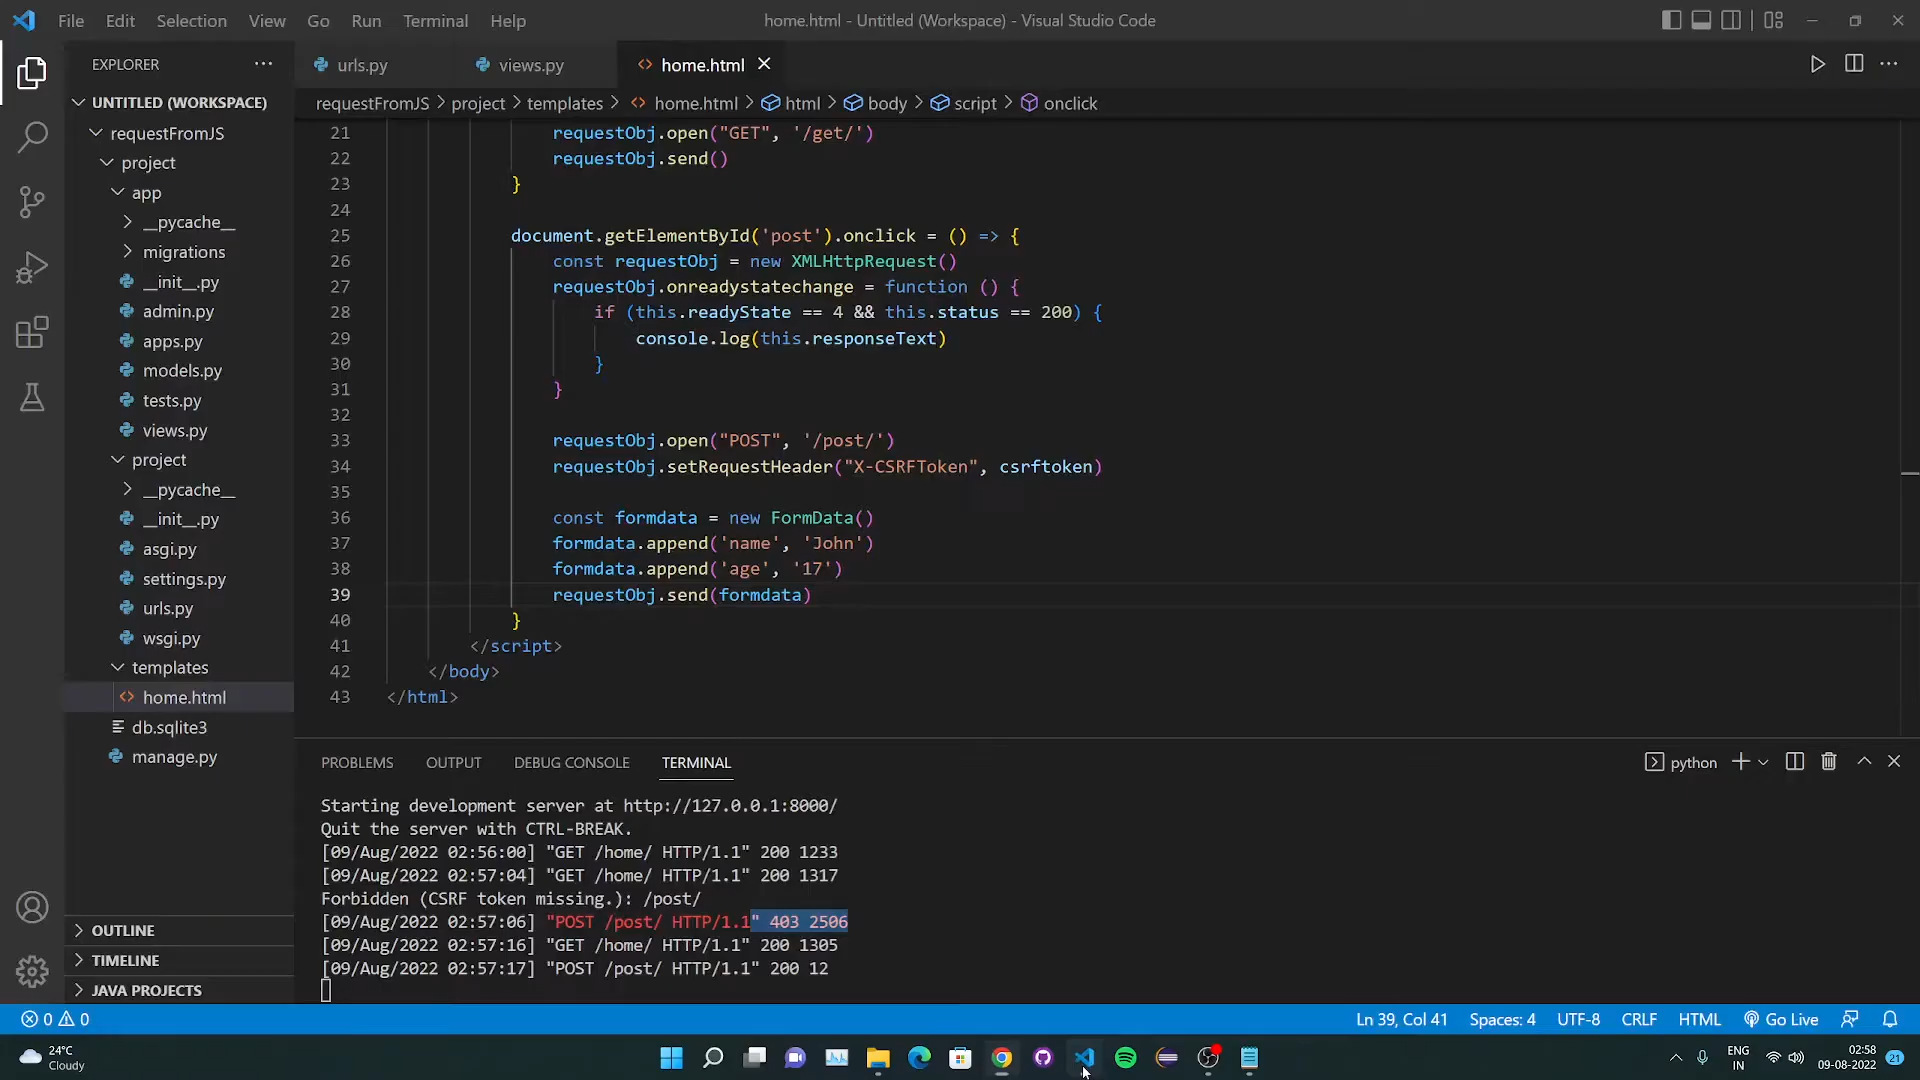 File Edit Selection View Go Run Terminal Help
home.html - Untitled (Workspace) - Visual Studio Code
EXPLORER
UNTITLED (WORKSPACE)
requestFromJS
project
app
__pycache__
migrations
__init__.py
admin.py
apps.py
models.py
tests.py
views.py
project
__pycache__
__init__.py
asgi.py
settings.py
urls.py
wsgi.py
templates
home.html
db.sqlite3
manage.py
OUTLINE
TIMELINE
JAVA PROJECTS
urls.py views.py home.html
requestFromJS > project > templates > home.html > html > body > script > onclick
21 requestObj.open("GET", '/get/')
22 requestObj.send()
23 }
24
25 document.getElementById('post').onclick = () => {
26 const requestObj = new XMLHttpRequest()
27 requestObj.onreadystatechange = function () {
28 if (this.readyState == 4 && this.status == 200) {
29 console.log(this.responseText)
30 }
31 }
32
33 requestObj.open("POST", '/post/')
34 requestObj.setRequestHeader("X-CSRFToken", csrftoken)
35
36 const formdata = new FormData()
37 formdata.append('name', 'John')
38 formdata.append('age', '17')
39 requestObj.send(formdata)
40 }
41 </script>
42 </body>
43 </html>
PROBLEMS OUTPUT DEBUG CONSOLE TERMINAL
python
Starting development server at http://127.0.0.1:8000/
Quit the server with CTRL-BREAK.
[09/Aug/2022 02:56:00] "GET /home/ HTTP/1.1" 200 1233
[09/Aug/2022 02:57:04] "GET /home/ HTTP/1.1" 200 1317
Forbidden (CSRF token missing.): /post/
[09/Aug/2022 02:57:06] "POST /post/ HTTP/1.1" 403 2506
[09/Aug/2022 02:57:16] "GET /home/ HTTP/1.1" 200 1305
[09/Aug/2022 02:57:17] "POST /post/ HTTP/1.1" 200 12
0 0
Ln 39, Col 41 Spaces: 4 UTF-8 CRLF HTML Go Live
24°C
Cloudy
ENG
IN
02:58
09-08-2022
21